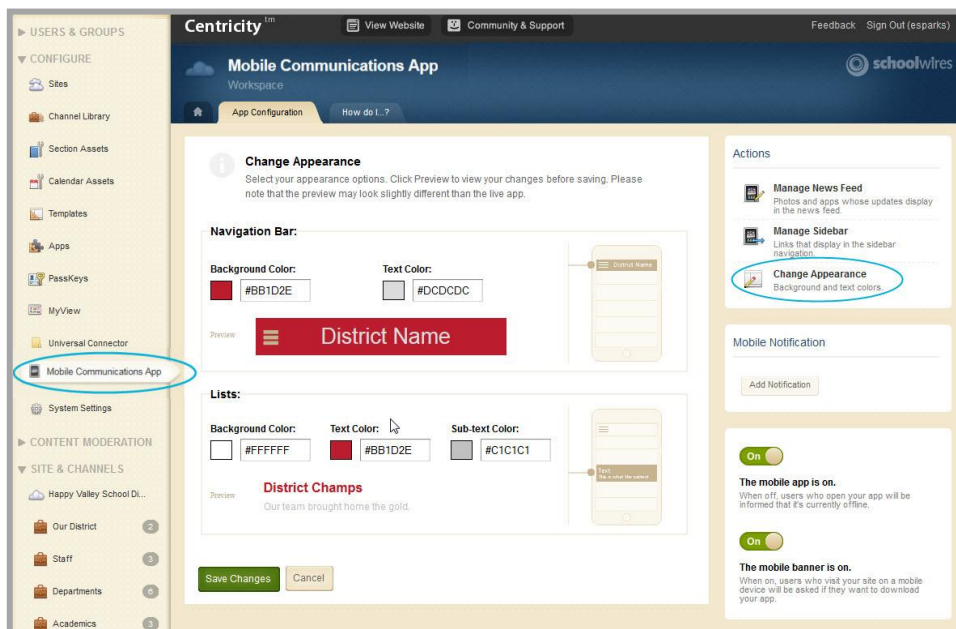 USERS & GROUPS
CONFIGURE
Sites
Channel Library
Section Assets
Calendar Assets
Templates
Apps
PassKeys
MyView
Universal Connector
Mobile Communications App
System Settings
CONTENT MODERATION
SITE & CHANNELS
Happy Valley School Di...
Our District 2
Staff 3
Departments 6
Academics 3
Centricity tm
View Website
Community & Support
Feedback Sign Out (esparks)
Mobile Communications App
Workspace
schoolwires
App Configuration
How do I...?
Change Appearance
Select your appearance options. Click Preview to view your changes before saving. Please
note that the preview may look slightly different than the live app.
Navigation Bar:
Background Color: Text Color:
#BB1D2E #DCDCDC
Preview
District Name
District Name
Lists:
Background Color: Text Color: Sub-text Color:
#FFFFFF #BB1D2E #C1C1C1
Preview
District Champs
Our team brought home the gold.
Text
This is what the subtext
Save Changes
Cancel
Actions
Manage News Feed
Photos and apps whose updates display
in the news feed.
Manage Sidebar
Links that display in the sidebar
navigation.
Change Appearance
Background and text colors.
Mobile Notification
Add Notification
On
The mobile app is on.
When off, users who open your app will be
informed that it's currently offline.
On
The mobile banner is on.
When on, users who visit your site on a mobile
device will be asked if they want to download
your app.